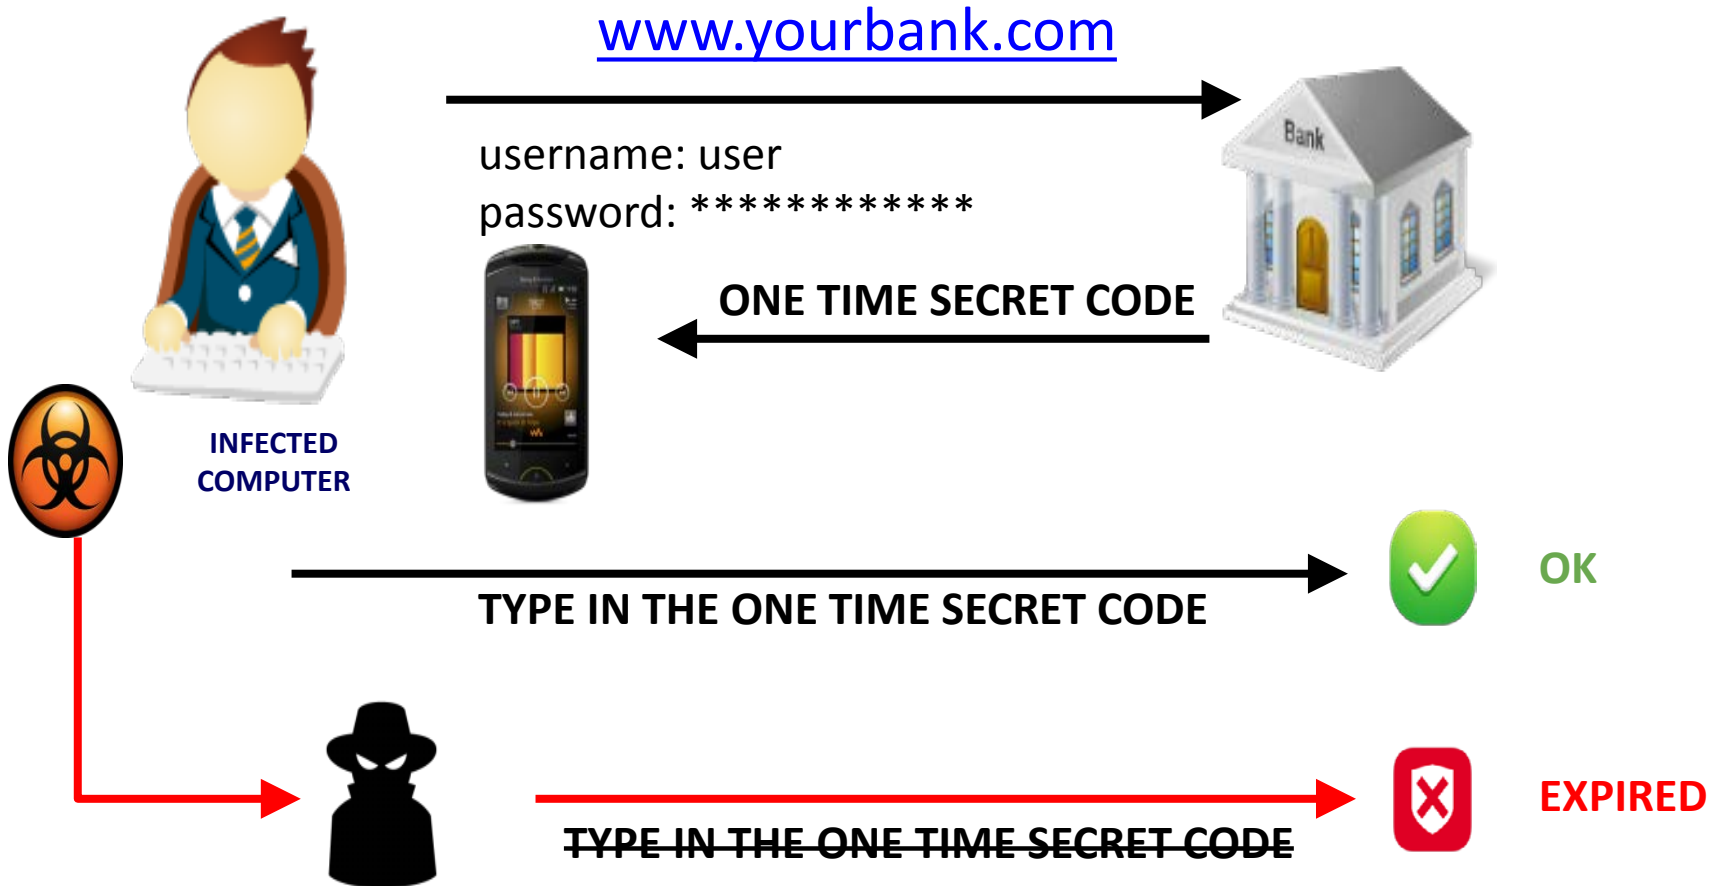 www.yourbank.com
Bank
username: user
password: ************
ONE TIME SECRET CODE
INFECTED
COMPUTER
OK
TYPE IN THE ONE TIME SECRET CODE
EXPIRED
TYPE IN THE ONE TIME SECRET CODE